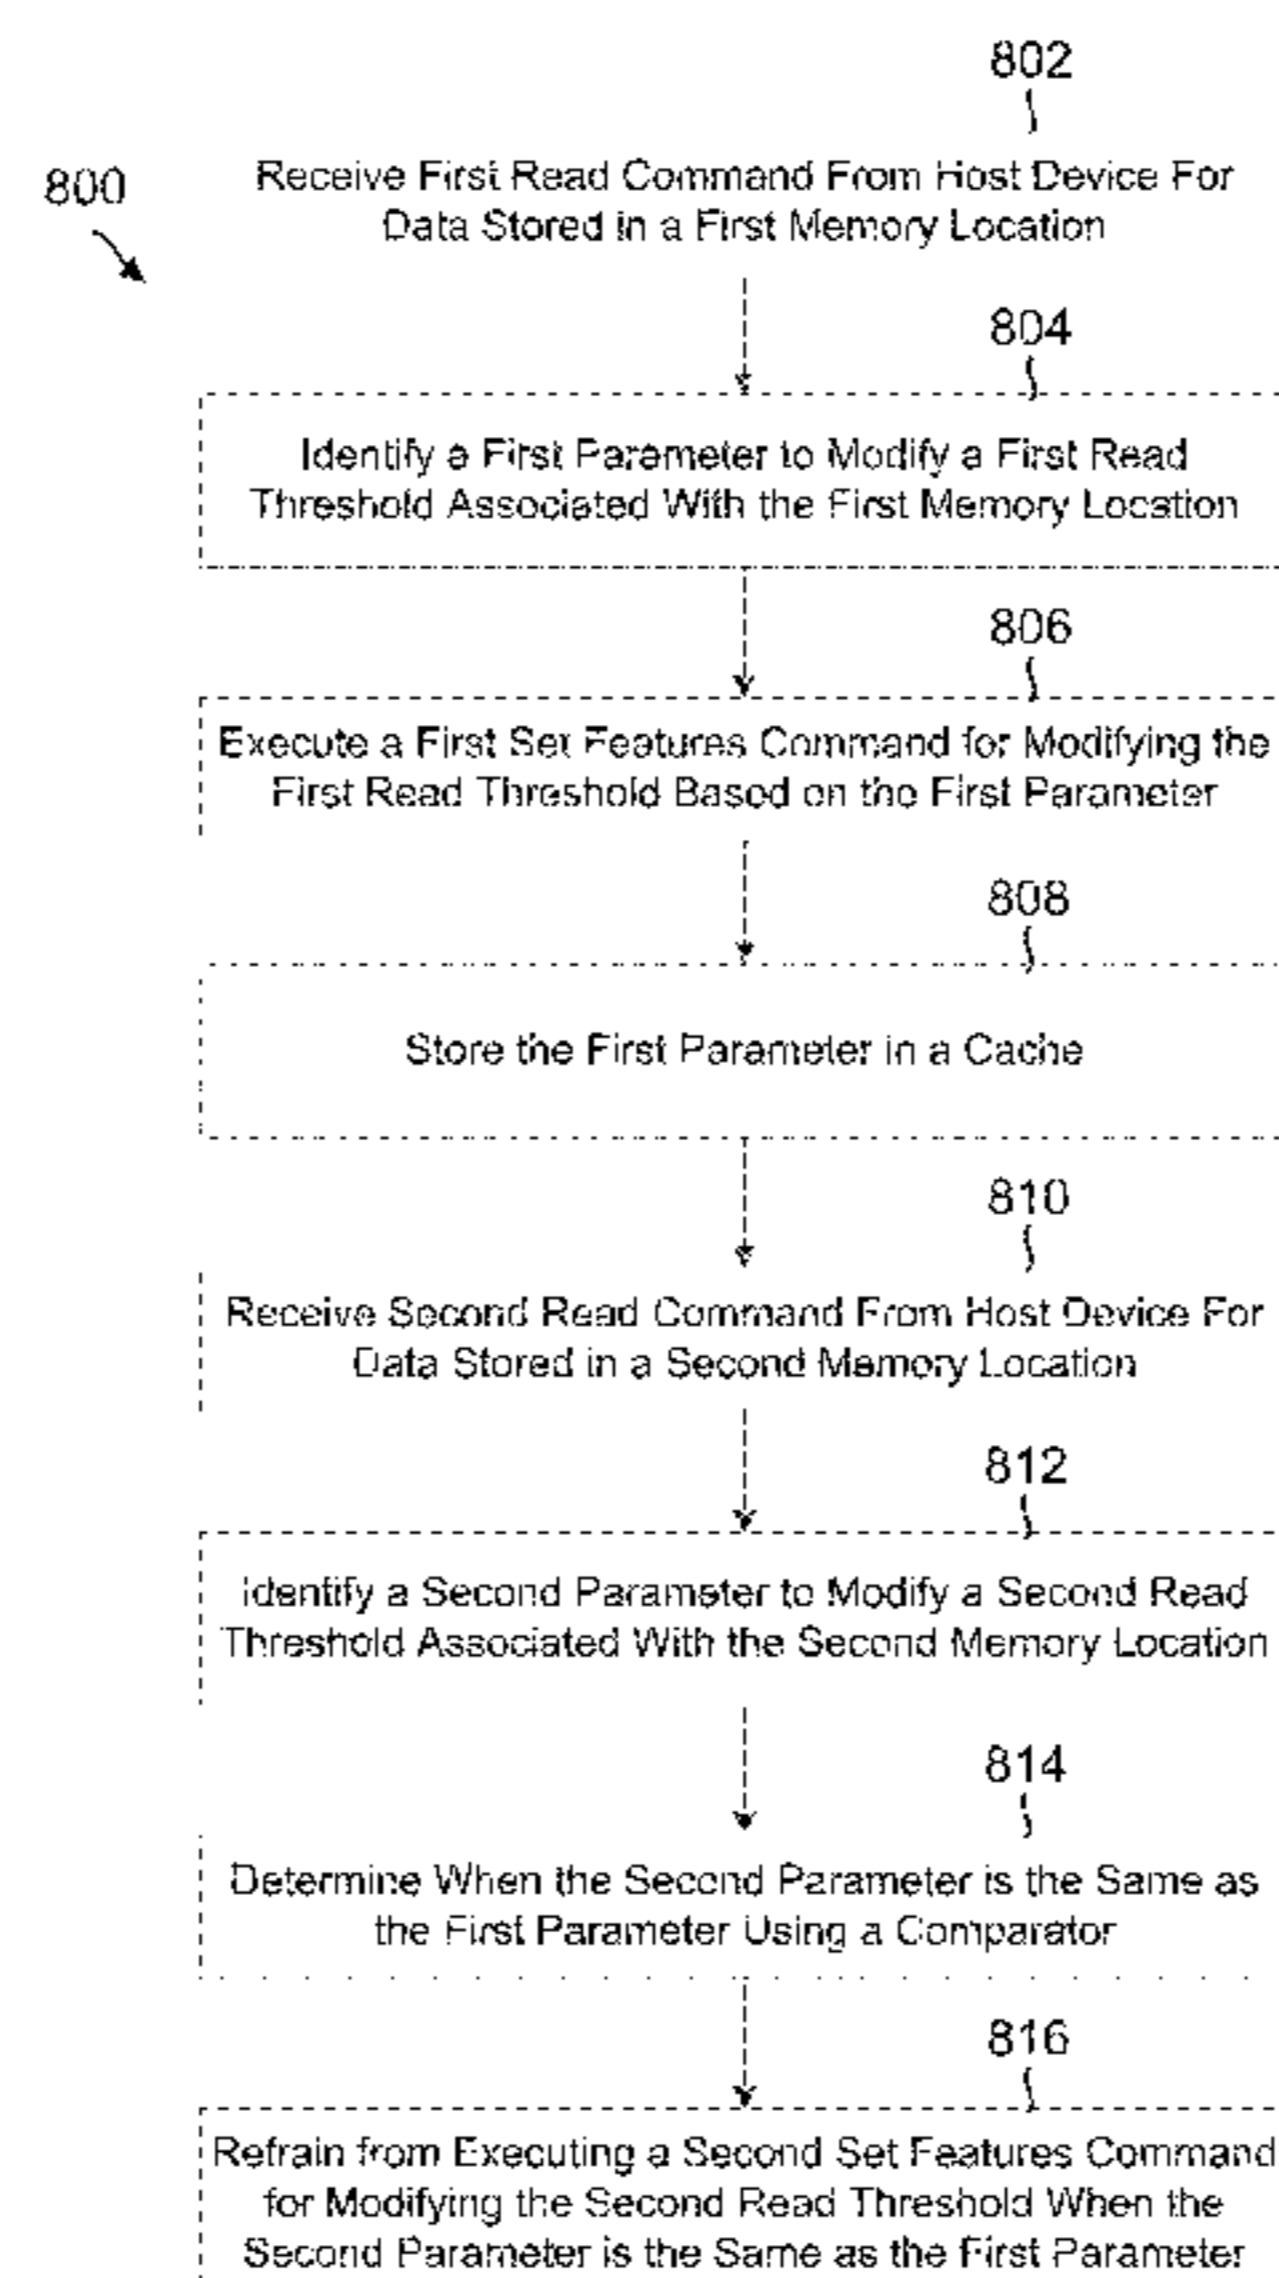 802
800
Receive First Read Command From Host Device For
Data Stored in a First Memory Location
804
Identify a First Parameter to Modify a First Read
Threshold Associated With the First Memory Location
806
Execute a First Set Features Command for Modifying the
First Read Threshold Based on the First Parameter
808
Store the First Parameter in a Cache
810
Receive Second Read Command From Host Device For
Data Stored in a Second Memory Location
812
Identify a Second Parameter to Modify a Second Read
Threshold Associated With the Second Memory Location
814
Determine When the Second Parameter is the Same as
the First Parameter Using a Comparator
816
Refrain from Executing a Second Set Features Command
for Modifying the Second Read Threshold When the
Second Parameter is the Same as the First Parameter